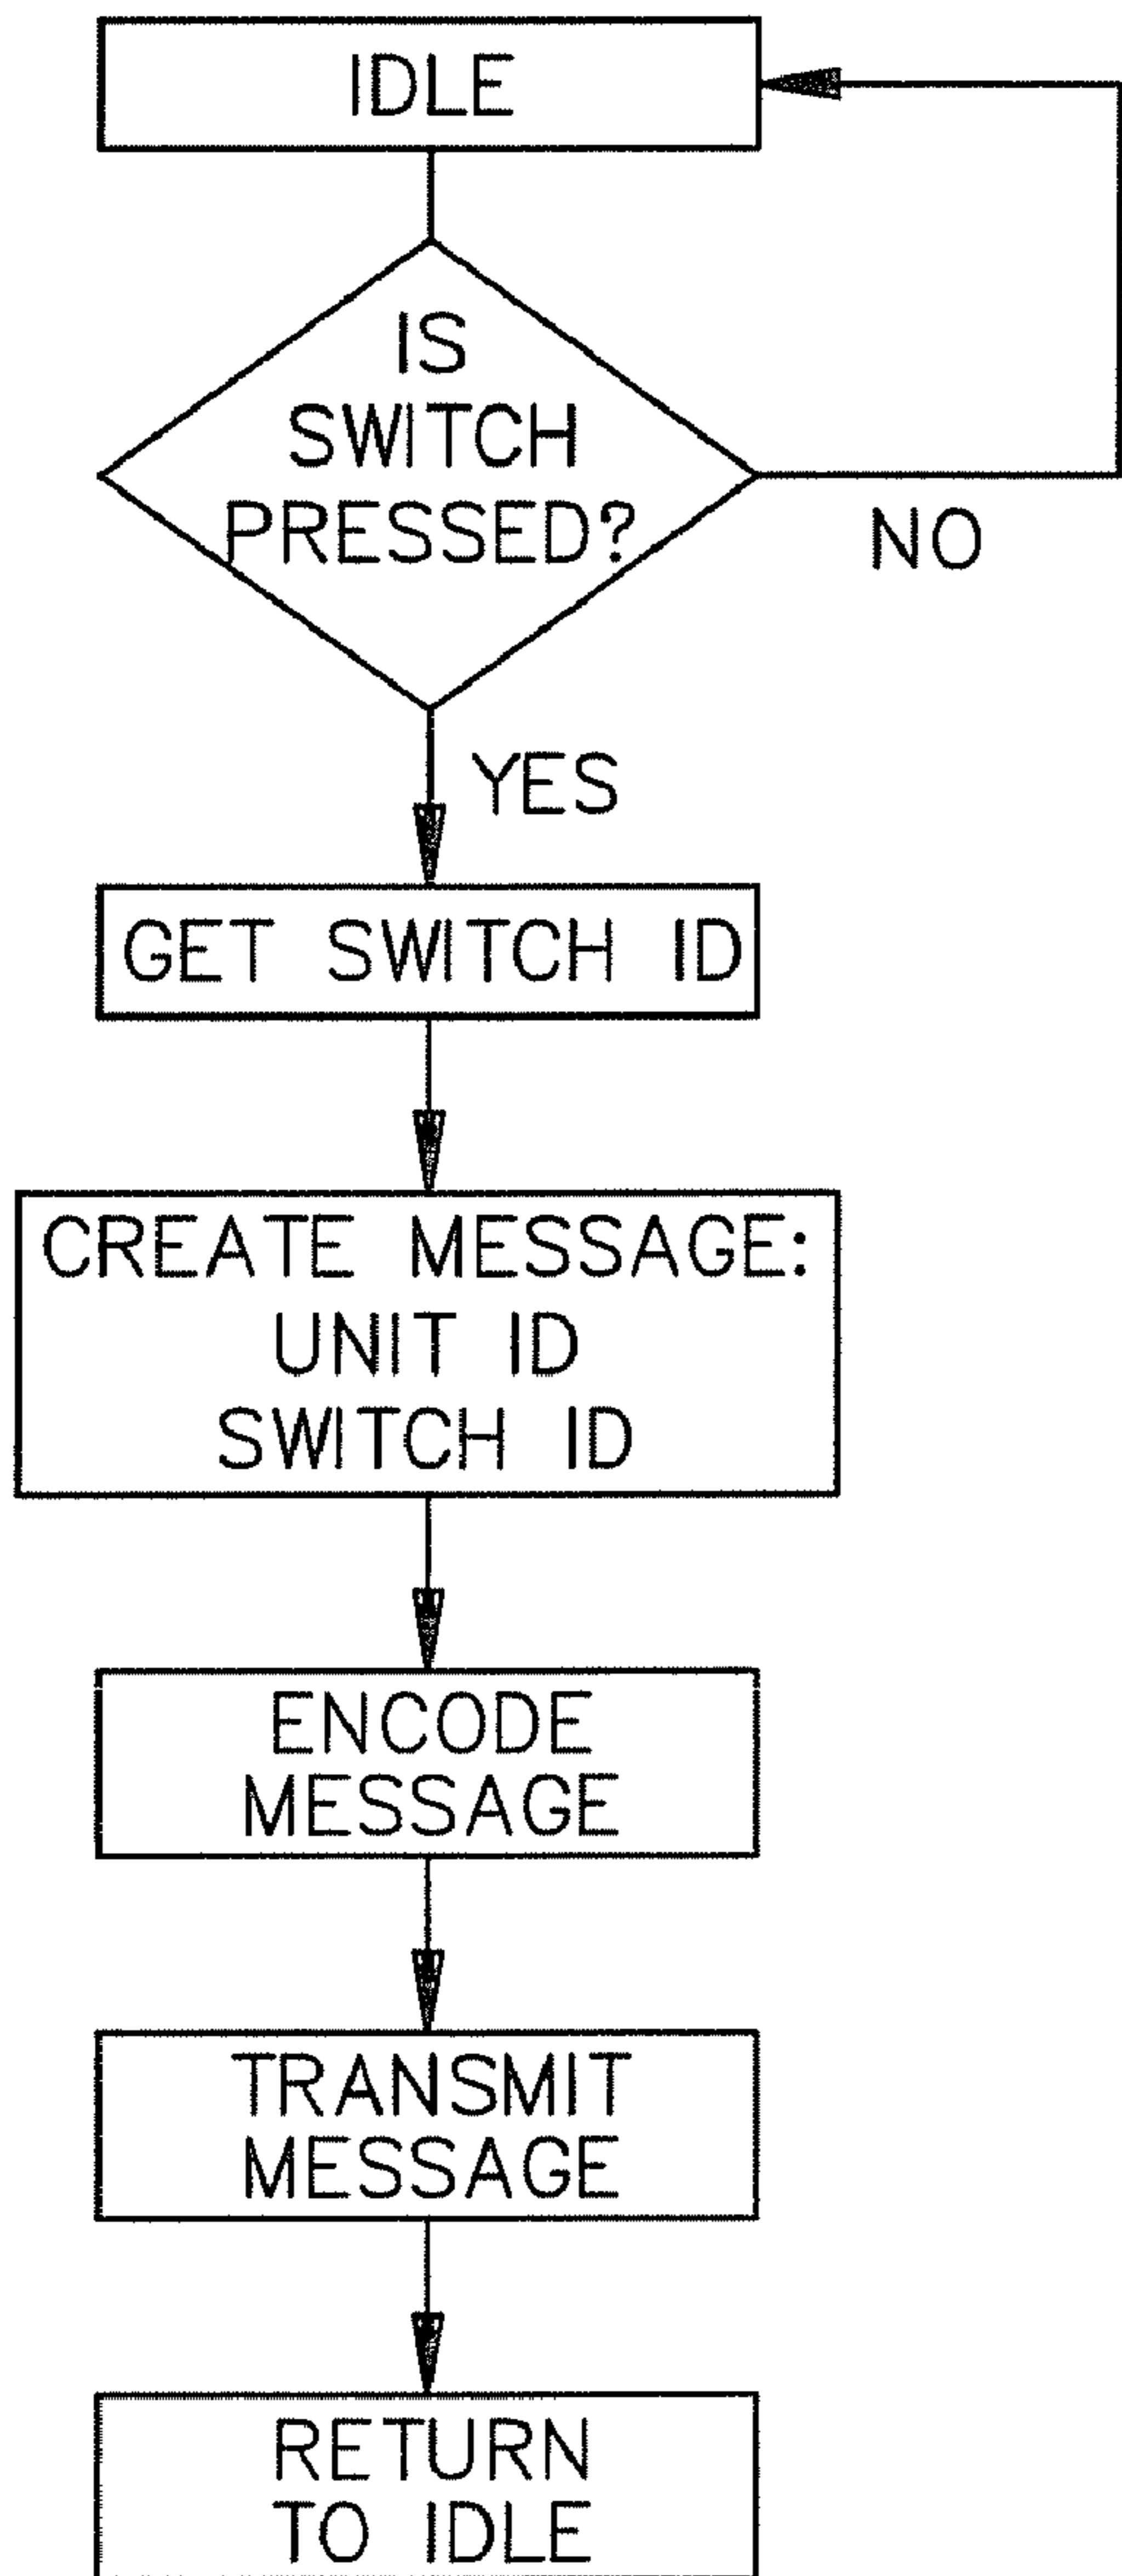 IDLE
IS
SWITCH
PRESSED?
NO
YES
GET SWITCH ID
CREATE MESSAGE:
UNIT ID
SWITCH ID
ENCODE
MESSAGE
TRANSMIT
MESSAGE
RETURN
TO IDLE